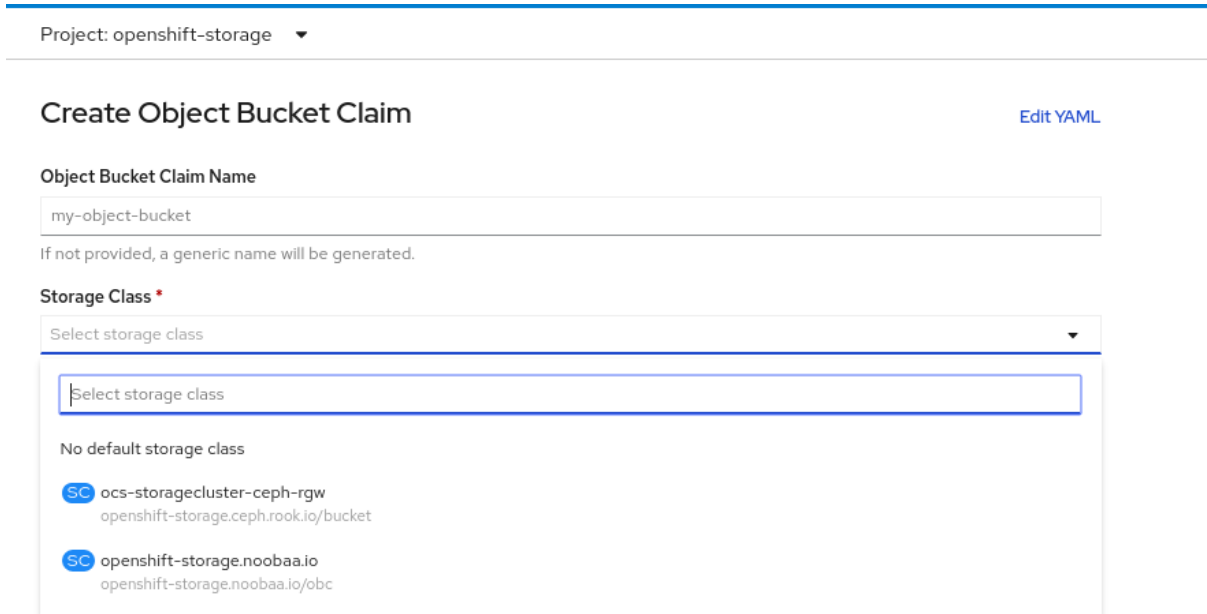 Project: openshift-storage
Create Object Bucket Claim
Edit YAML
Object Bucket Claim Name
my-object-bucket
If not provided, a generic name will be generated.
Storage Class *
Select storage class
Select storage class
No default storage class
SC ocs-storagecluster-ceph-rgw
openshift-storage.ceph.rook.io/bucket
SC openshift-storage.noobaa.io
openshift-storage.noobaa.io/obc